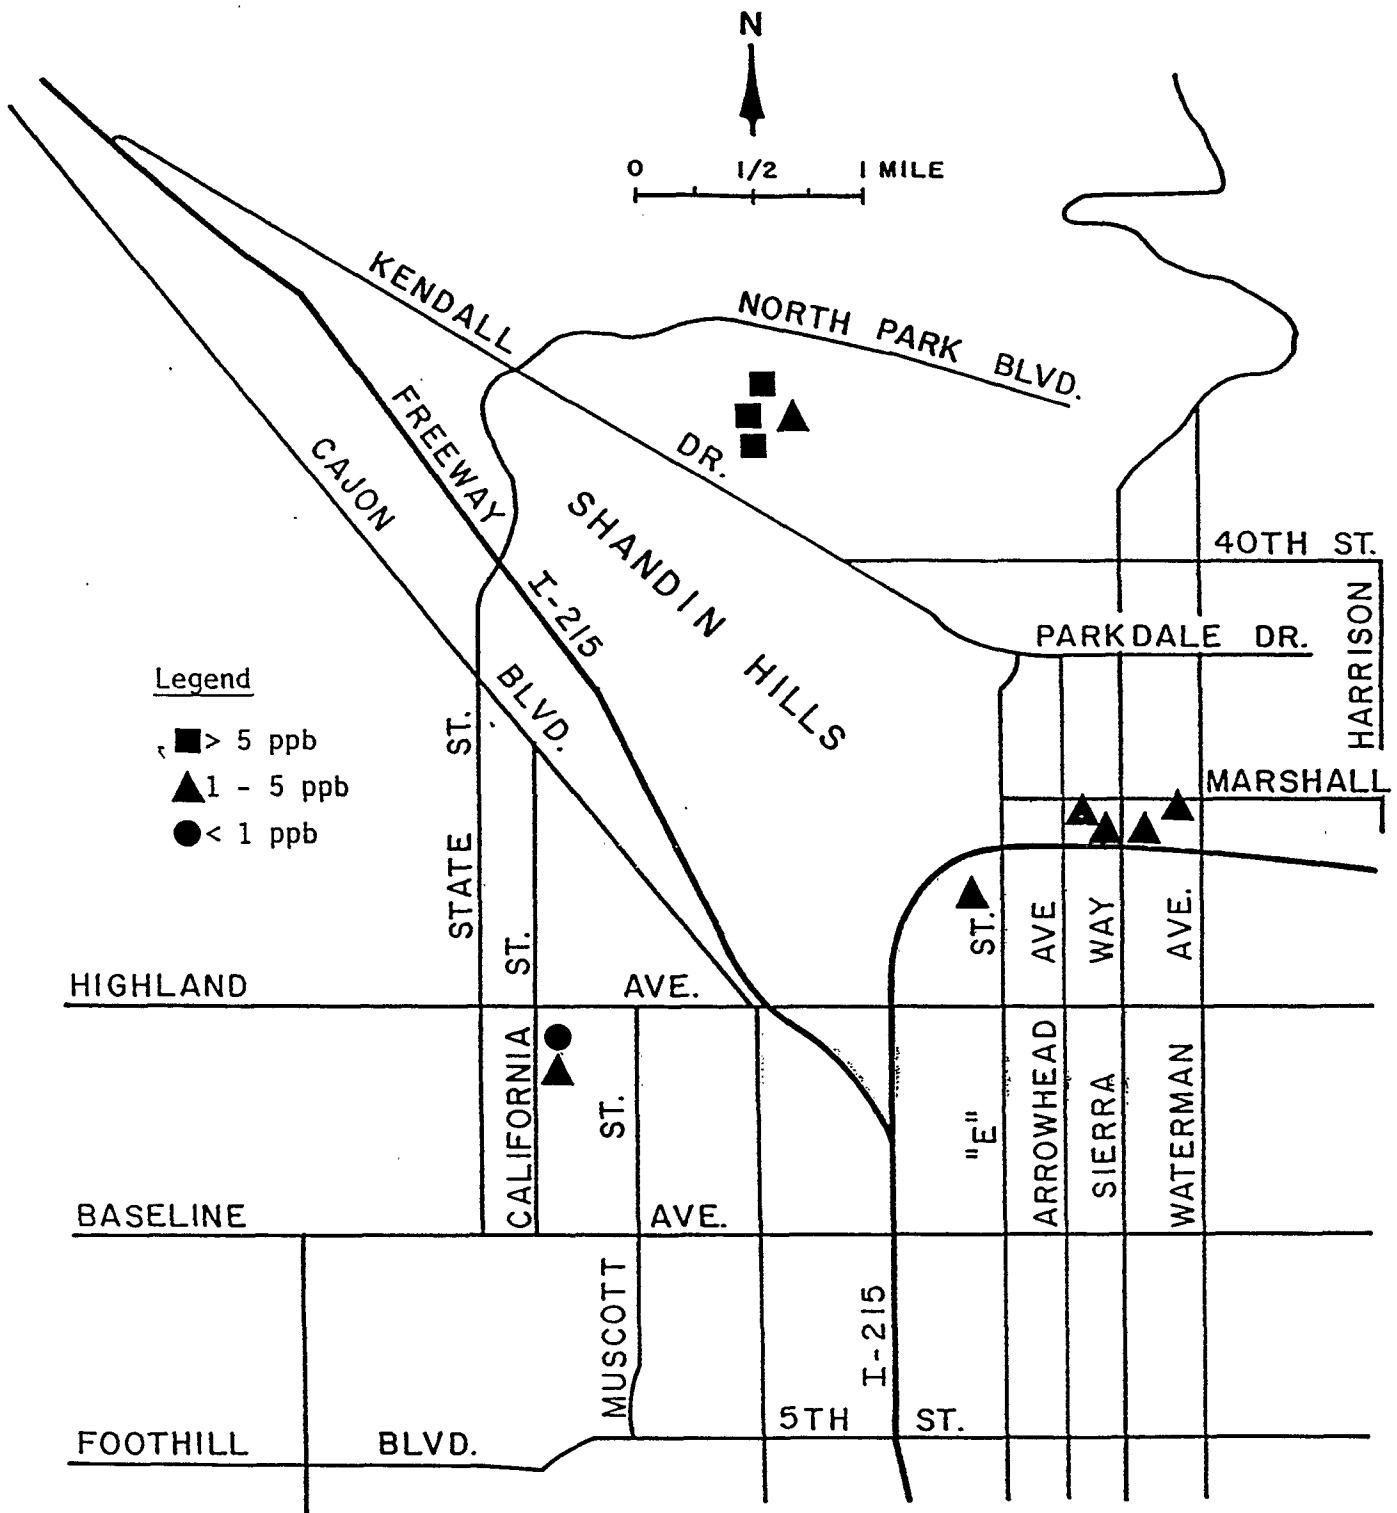 N
0 1/2 1 MILE
KENDALL DR.
NORTH PARK BLVD.
FREEWAY I-215
CAJON BLVD.
SHANDIN HILLS
40TH ST.
HARRISON
PARKDALE DR.
MARSHALL
Legend
> 5 ppb
1 - 5 ppb
< 1 ppb
STATE ST.
CALIFORNIA ST.
HIGHLAND AVE.
MUSCOTT ST.
"E" ST.
ARROWHEAD AVE
SIERRA WAY
WATERMAN AVE.
BASELINE AVE.
I-215
5TH ST.
FOOTHILL BLVD.